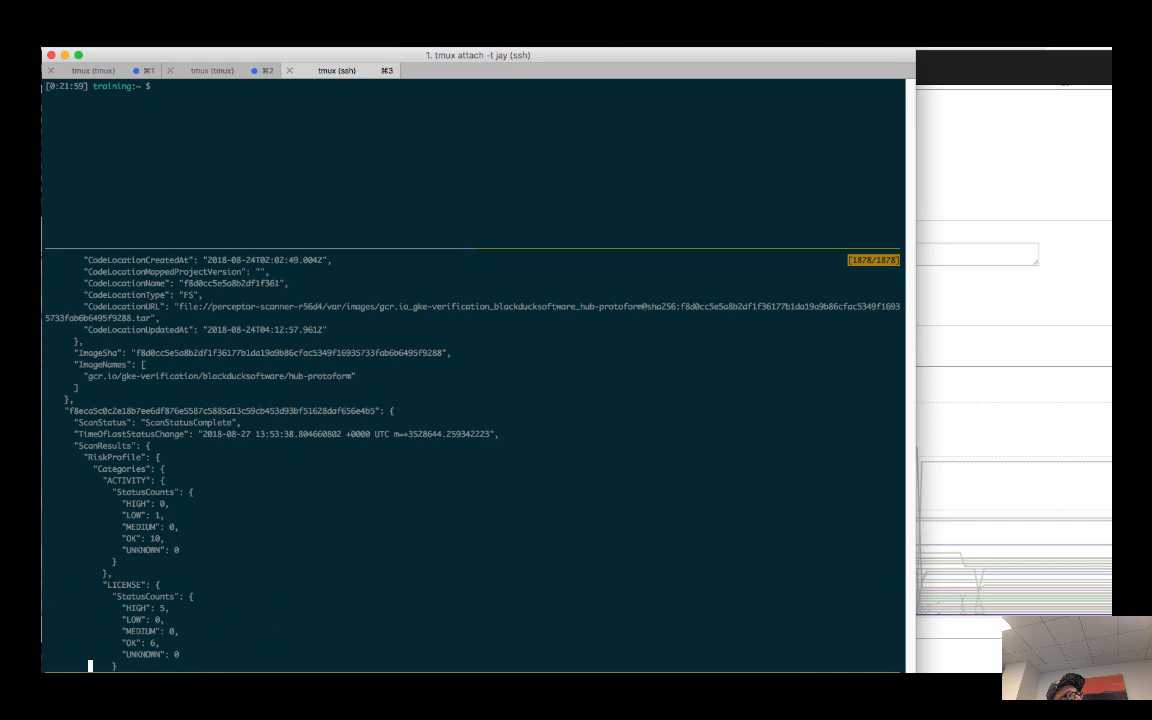 1. tmux attach -t jay (ssh)
tmux (tmux) ⌘1 tmux (tmux) ⌘2 tmux (ssh) ⌘3
[0:21:59] training:~ $
"CodeLocationCreatedAt": "2018-08-24T02:02:49.004Z", [1878/1878]
"CodeLocationMappedProjectVersion": "",
"CodeLocationName": "f8d0cc5e5a8b2df1f361",
"CodeLocationType": "FS",
"CodeLocationURL": "file://perceptor-scanner-r56d4/var/images/gcr.io_gke-verification_blackducksoftware_hub-protoform@sha256:f8d0cc5e5a8b2df1f36177b1da19a9b86cfac5349f1693
5733fab6b6495f9288.tar",
"CodeLocationUpdatedAt": "2018-08-24T04:12:57.961Z"
},
"ImageSha": "f8d0cc5e5a8b2df1f36177b1da19a9b86cfac5349f16935733fab6b6495f9288",
"ImageNames": [
"gcr.io/gke-verification/blackducksoftware/hub-protoform"
]
},
"f8eca5c0c2e18b7ee6df876e5587c5885d13c59cb453d93bf51628daf656e4b5": {
"ScanStatus": "ScanStatusComplete",
"TimeOfLastStatusChange": "2018-08-27 13:53:38.804660802 +0000 UTC m=+3528644.259342223",
"ScanResults": {
"RiskProfile": {
"Categories": {
"ACTIVITY": {
"StatusCounts": {
"HIGH": 0,
"LOW": 1,
"MEDIUM": 0,
"OK": 10,
"UNKNOWN": 0
}
},
"LICENSE": {
"StatusCounts": {
"HIGH": 5,
"LOW": 0,
"MEDIUM": 0,
"OK": 6,
"UNKNOWN": 0
}